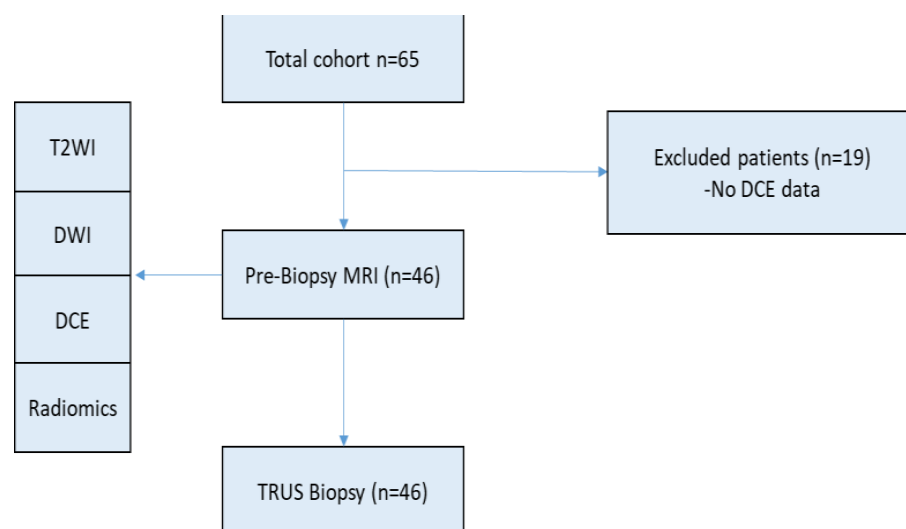 Total cohort n=65
T2WI
DWI
DCE
Radiomics
Excluded patients (n=19)
-No DCE data
Pre-Biopsy MRI (n=46)
TRUS Biopsy (n=46)